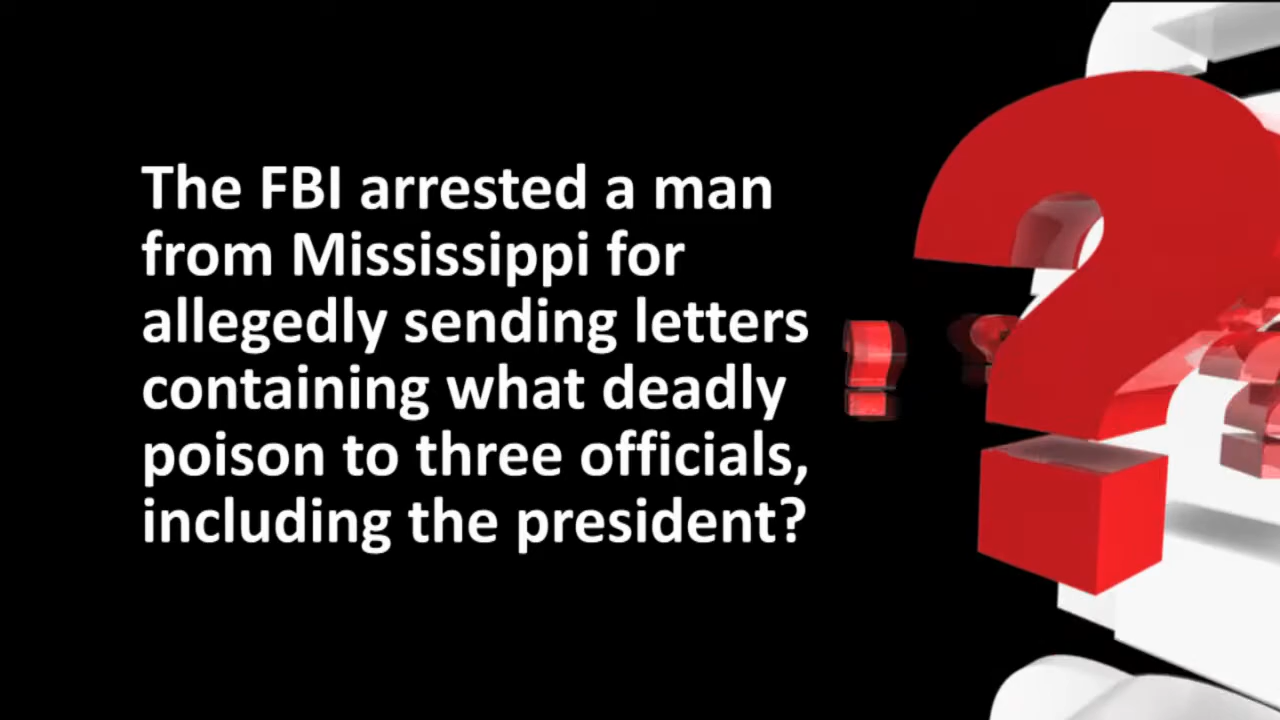 The FBI arrested a man
from Mississippi for
allegedly sending letters
containing what deadly
poison to three officials,
including the president?